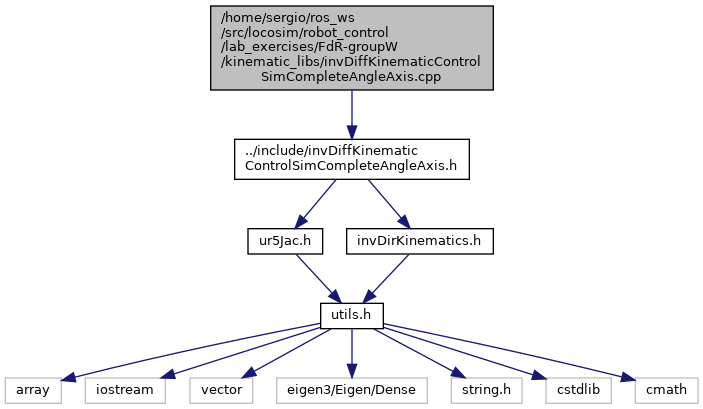 /home/sergio/ros_ws
/src/locosim/robot_control
/lab_exercises/FdR-groupW
/kinematic_libs/invDiffKinematicControl
SimCompleteAngleAxis.cpp
../include/invDiffKinematic
ControlSimCompleteAngleAxis.h
ur5Jac.h
invDirKinematics.h
utils.h
array
iostream
vector
eigen3/Eigen/Dense
string.h
cstdlib
cmath